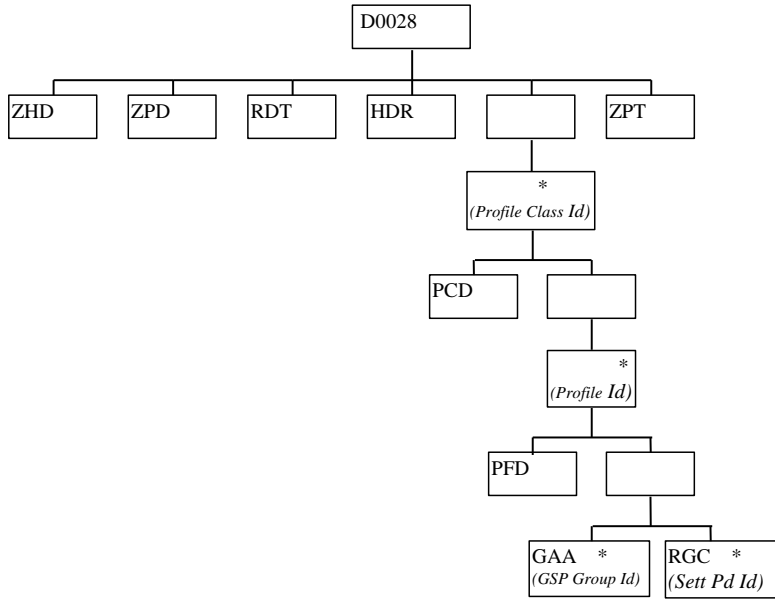 D0028
ZHD
ZPD
RDT
HDR
ZPT
*
(Profile Class Id)
PCD
*
(Profile Id)
PFD
GAA *
(GSP Group Id)
RGC *
(Sett Pd Id)